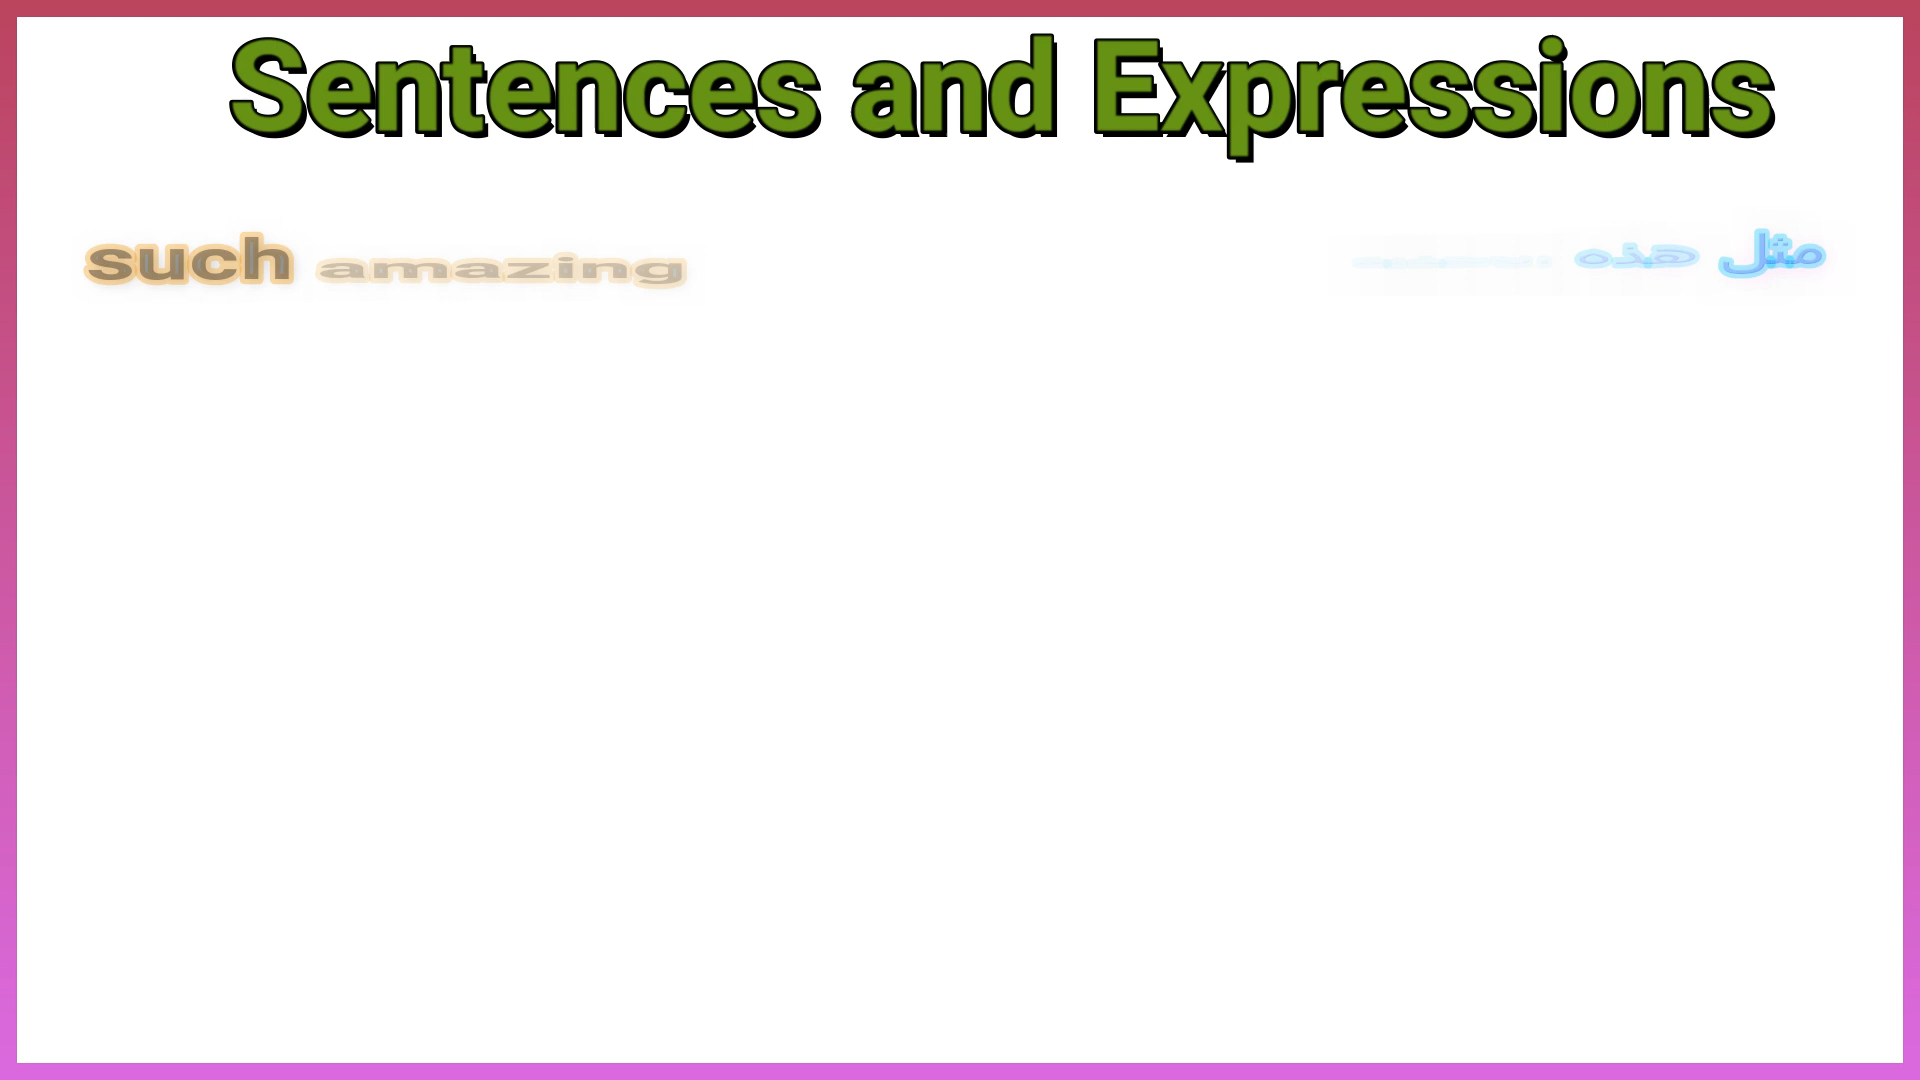 Sentences and Expressions
such amazing
مثل هذه